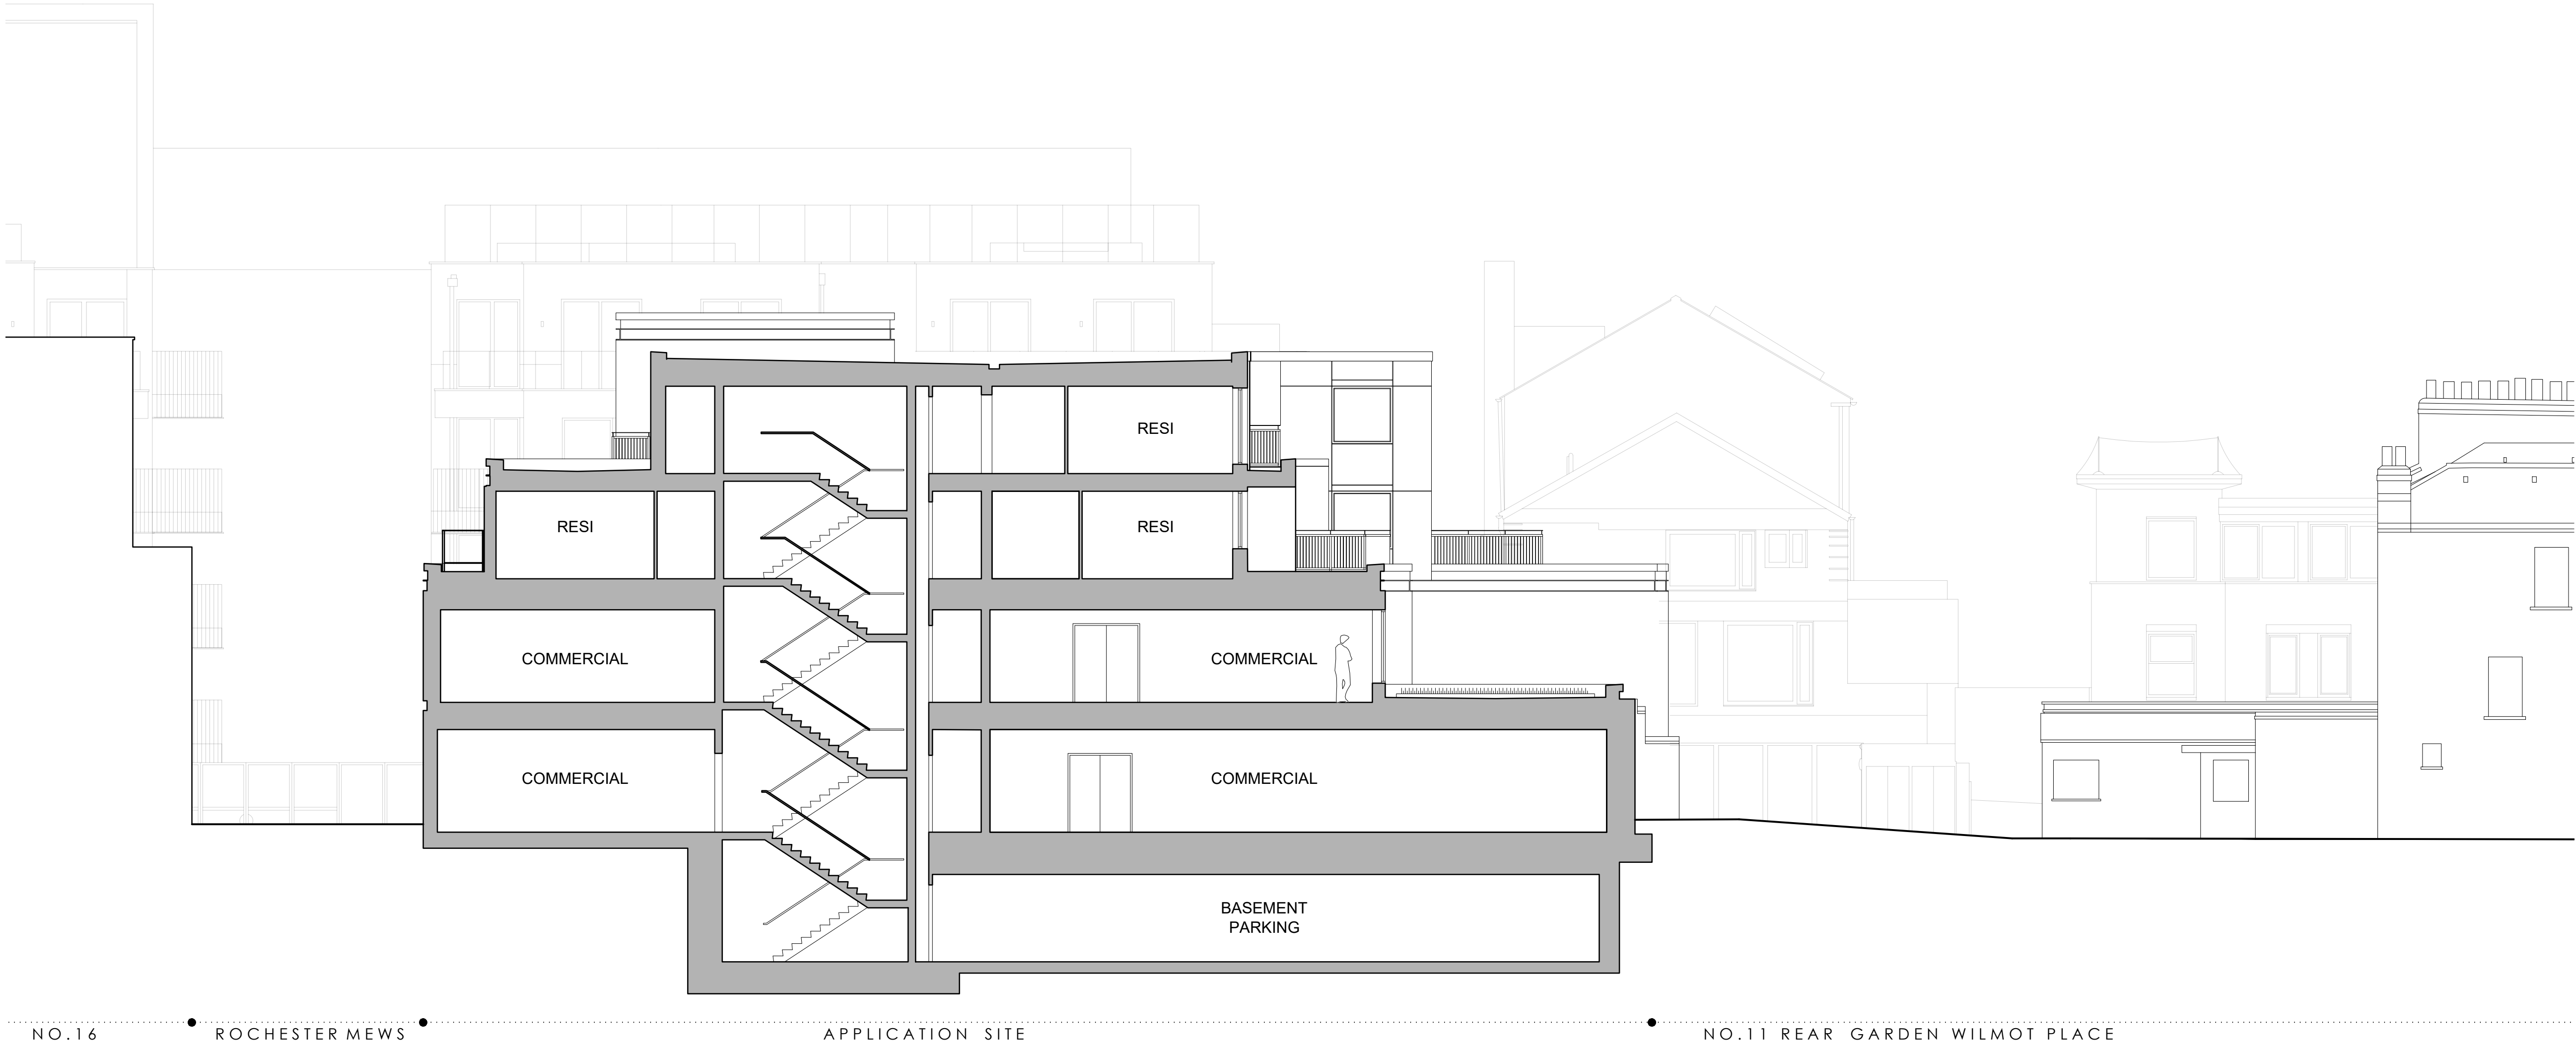 RESI
RESI
RESI
COMMERCIAL
COMMERCIAL
COMMERCIAL
COMMERCIAL
BASEMENT
PARKING
NO.16
ROCHESTER MEWS
APPLICATION SITE
NO.11 REAR GARDEN WILMOT PLACE